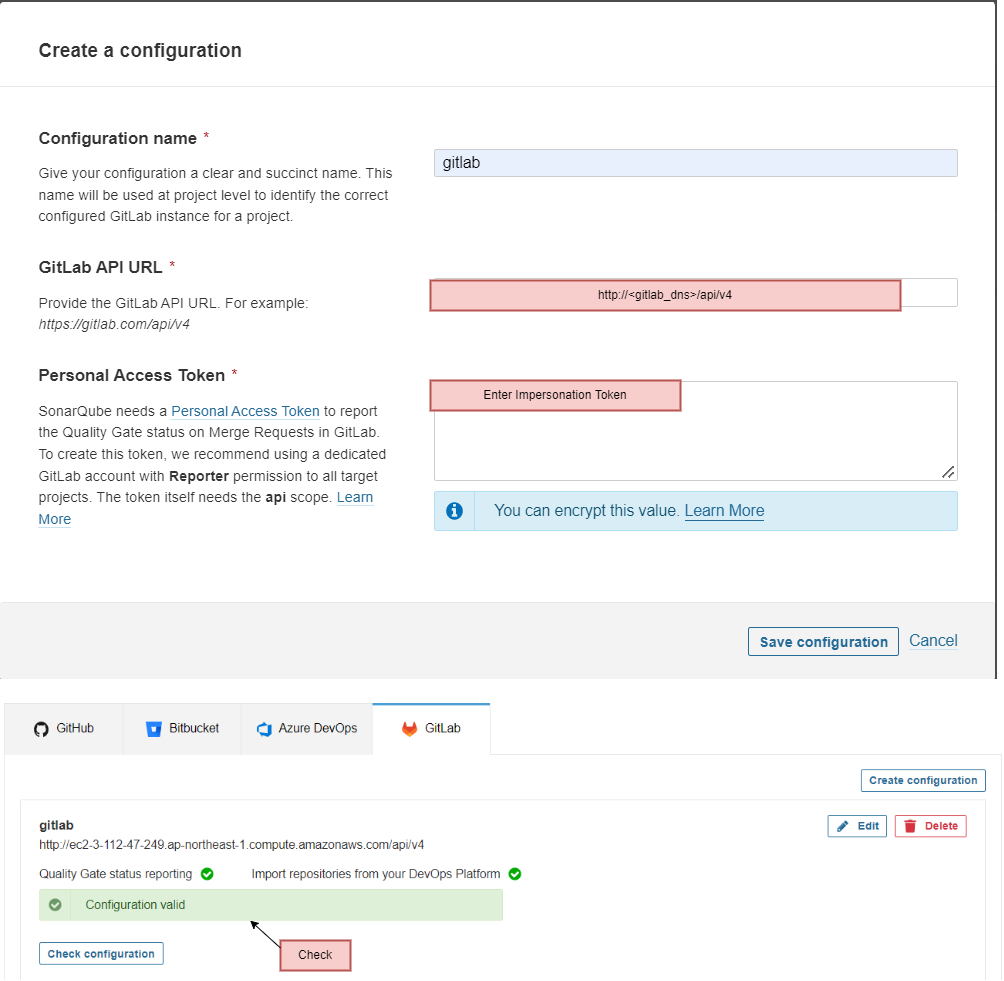 Create a configuration
Configuration name *
Give your configuration a clear and succinct name. This
name will be used at project level to identify the correct
configured GitLab instance for a project.
gitlab
GitLab API URL *
Provide the GitLab API URL. For example:
https://gitlab.com/api/v4
http://<gitlab_dns>/api/v4
Personal Access Token *
SonarQube needs a Personal Access Token to report
the Quality Gate status on Merge Requests in GitLab.
To create this token, we recommend using a dedicated
GitLab account with Reporter permission to all target
projects. The token itself needs the api scope. Learn
More
Enter Impersonation Token
You can encrypt this value. Learn More
Save configuration Cancel
GitHub Bitbucket Azure DevOps GitLab
Create configuration
gitlab
Edit Delete
http://ec2-3-112-47-249.ap-northeast-1.compute.amazonaws.com/api/v4
Quality Gate status reporting Import repositories from your DevOps Platform
Configuration valid
Check configuration
Check